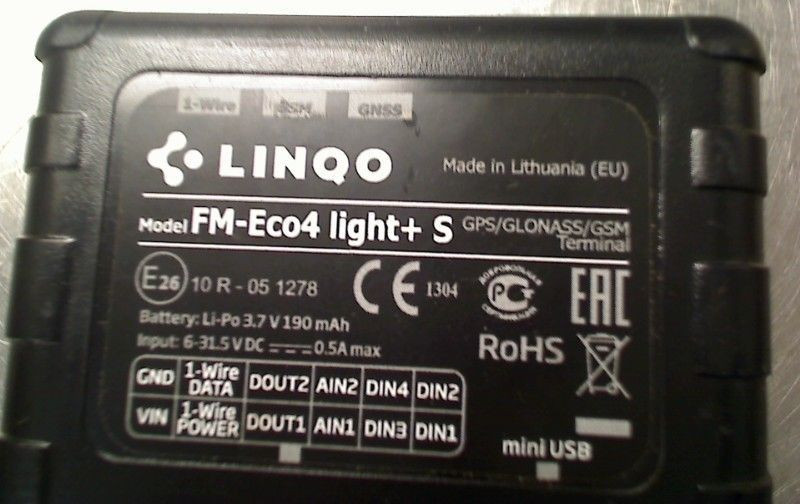 1-Wire GSM GNSS
LINQO Made in Lithuania (EU)
Model FM-Eco4 light+ S GPS/GLONASS/GSM
Terminal
E26 10 R - 05 1278 CE 1304 ДОБРОВОЛЬНАЯ СЕРТИФИКАЦИЯ РС EAC
Battery: Li-Po 3.7 V 190 mAh
Input: 6-31.5 V DC 0.5A max
RoHS
GND 1-Wire DATA DOUT2 AIN2 DIN4 DIN2
VIN 1-Wire POWER DOUT1 AIN1 DIN3 DIN1
mini USB